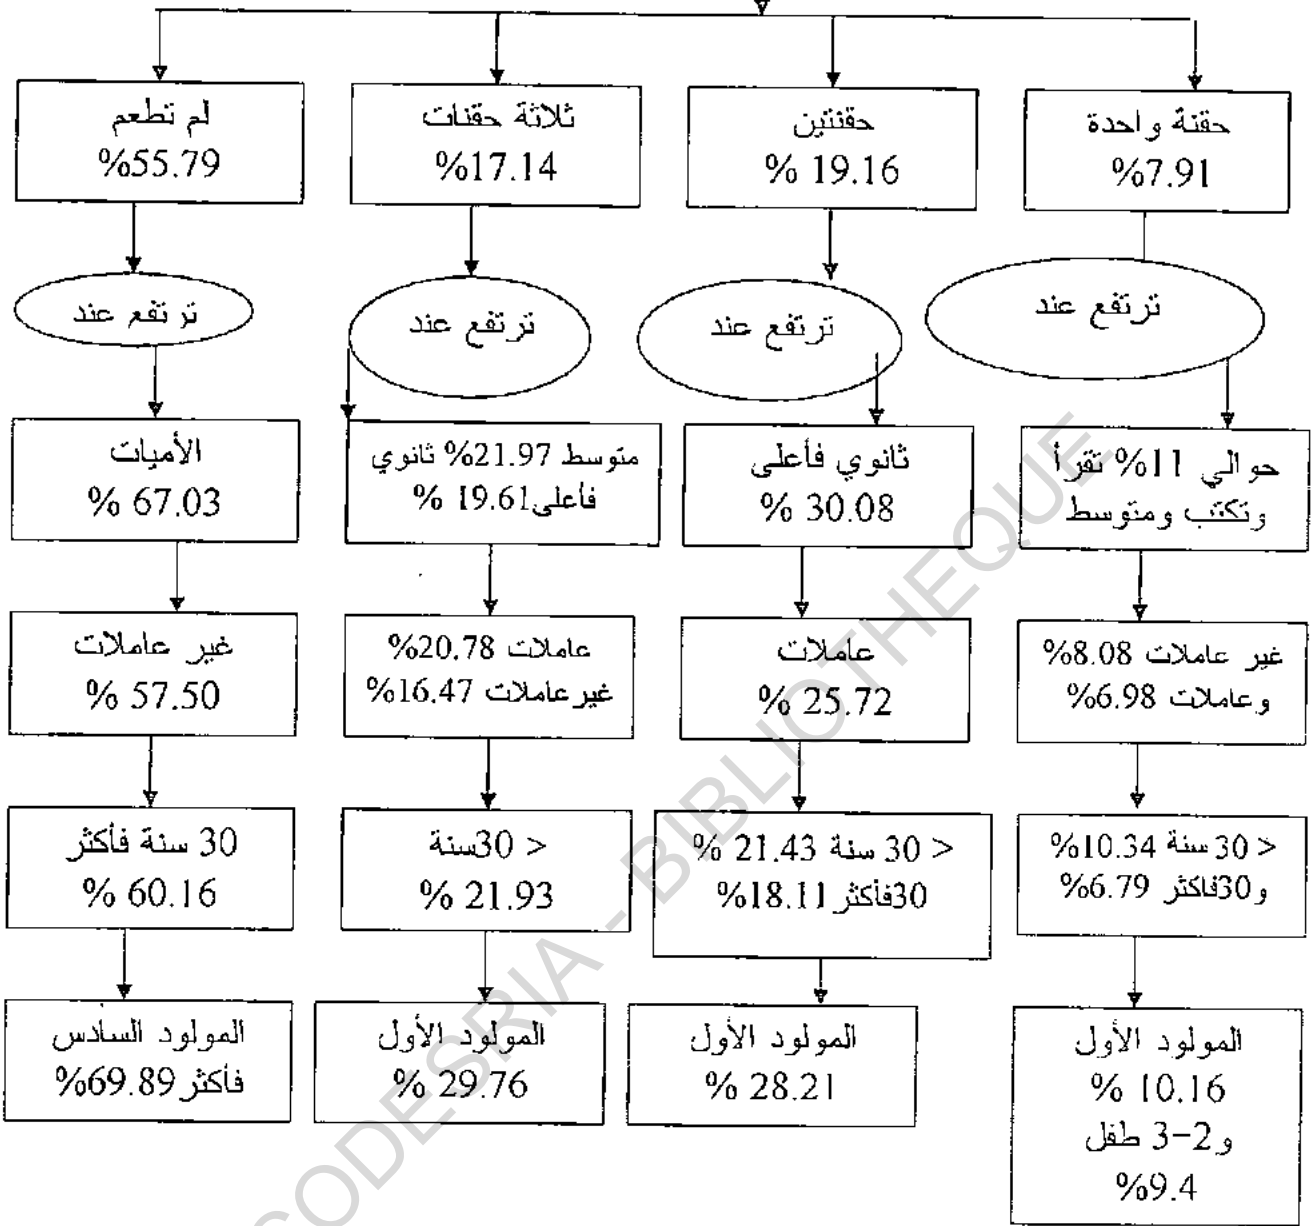 حقنة واحدة
%7.91
حقنتين
% 19.16
ثلاثة حقنات
%17.14
لم تطعم
%55.79
ترتفع عند
ترتفع عند
ترتفع عند
ترتفع عند
حوالي 11% تقرأ
وتكتب ومتوسط
ثانوي فأعلى
% 30.08
متوسط 21.97% ثانوي
فأعلى19.61 %
الأميات
% 67.03
غير عاملات 8.08%
وعاملات 6.98%
عاملات
% 25.72
عاملات 20.78%
غيرعاملات 16.47%
غير عاملات
% 57.50
< 30 سنة 10.34%
و30فاكثر 6.79%
< 30 سنة 21.43 %
30فأكثر 18.11%
< 30سنة
% 21.93
30 سنة فأكثر
% 60.16
المولود الأول
% 10.16
و2-3 طفل
%9.4
المولود الأول
% 28.21
المولود الأول
% 29.76
المولود السادس
فأكثر69.89%
CODESRIA - BIBLIOTHEQUE